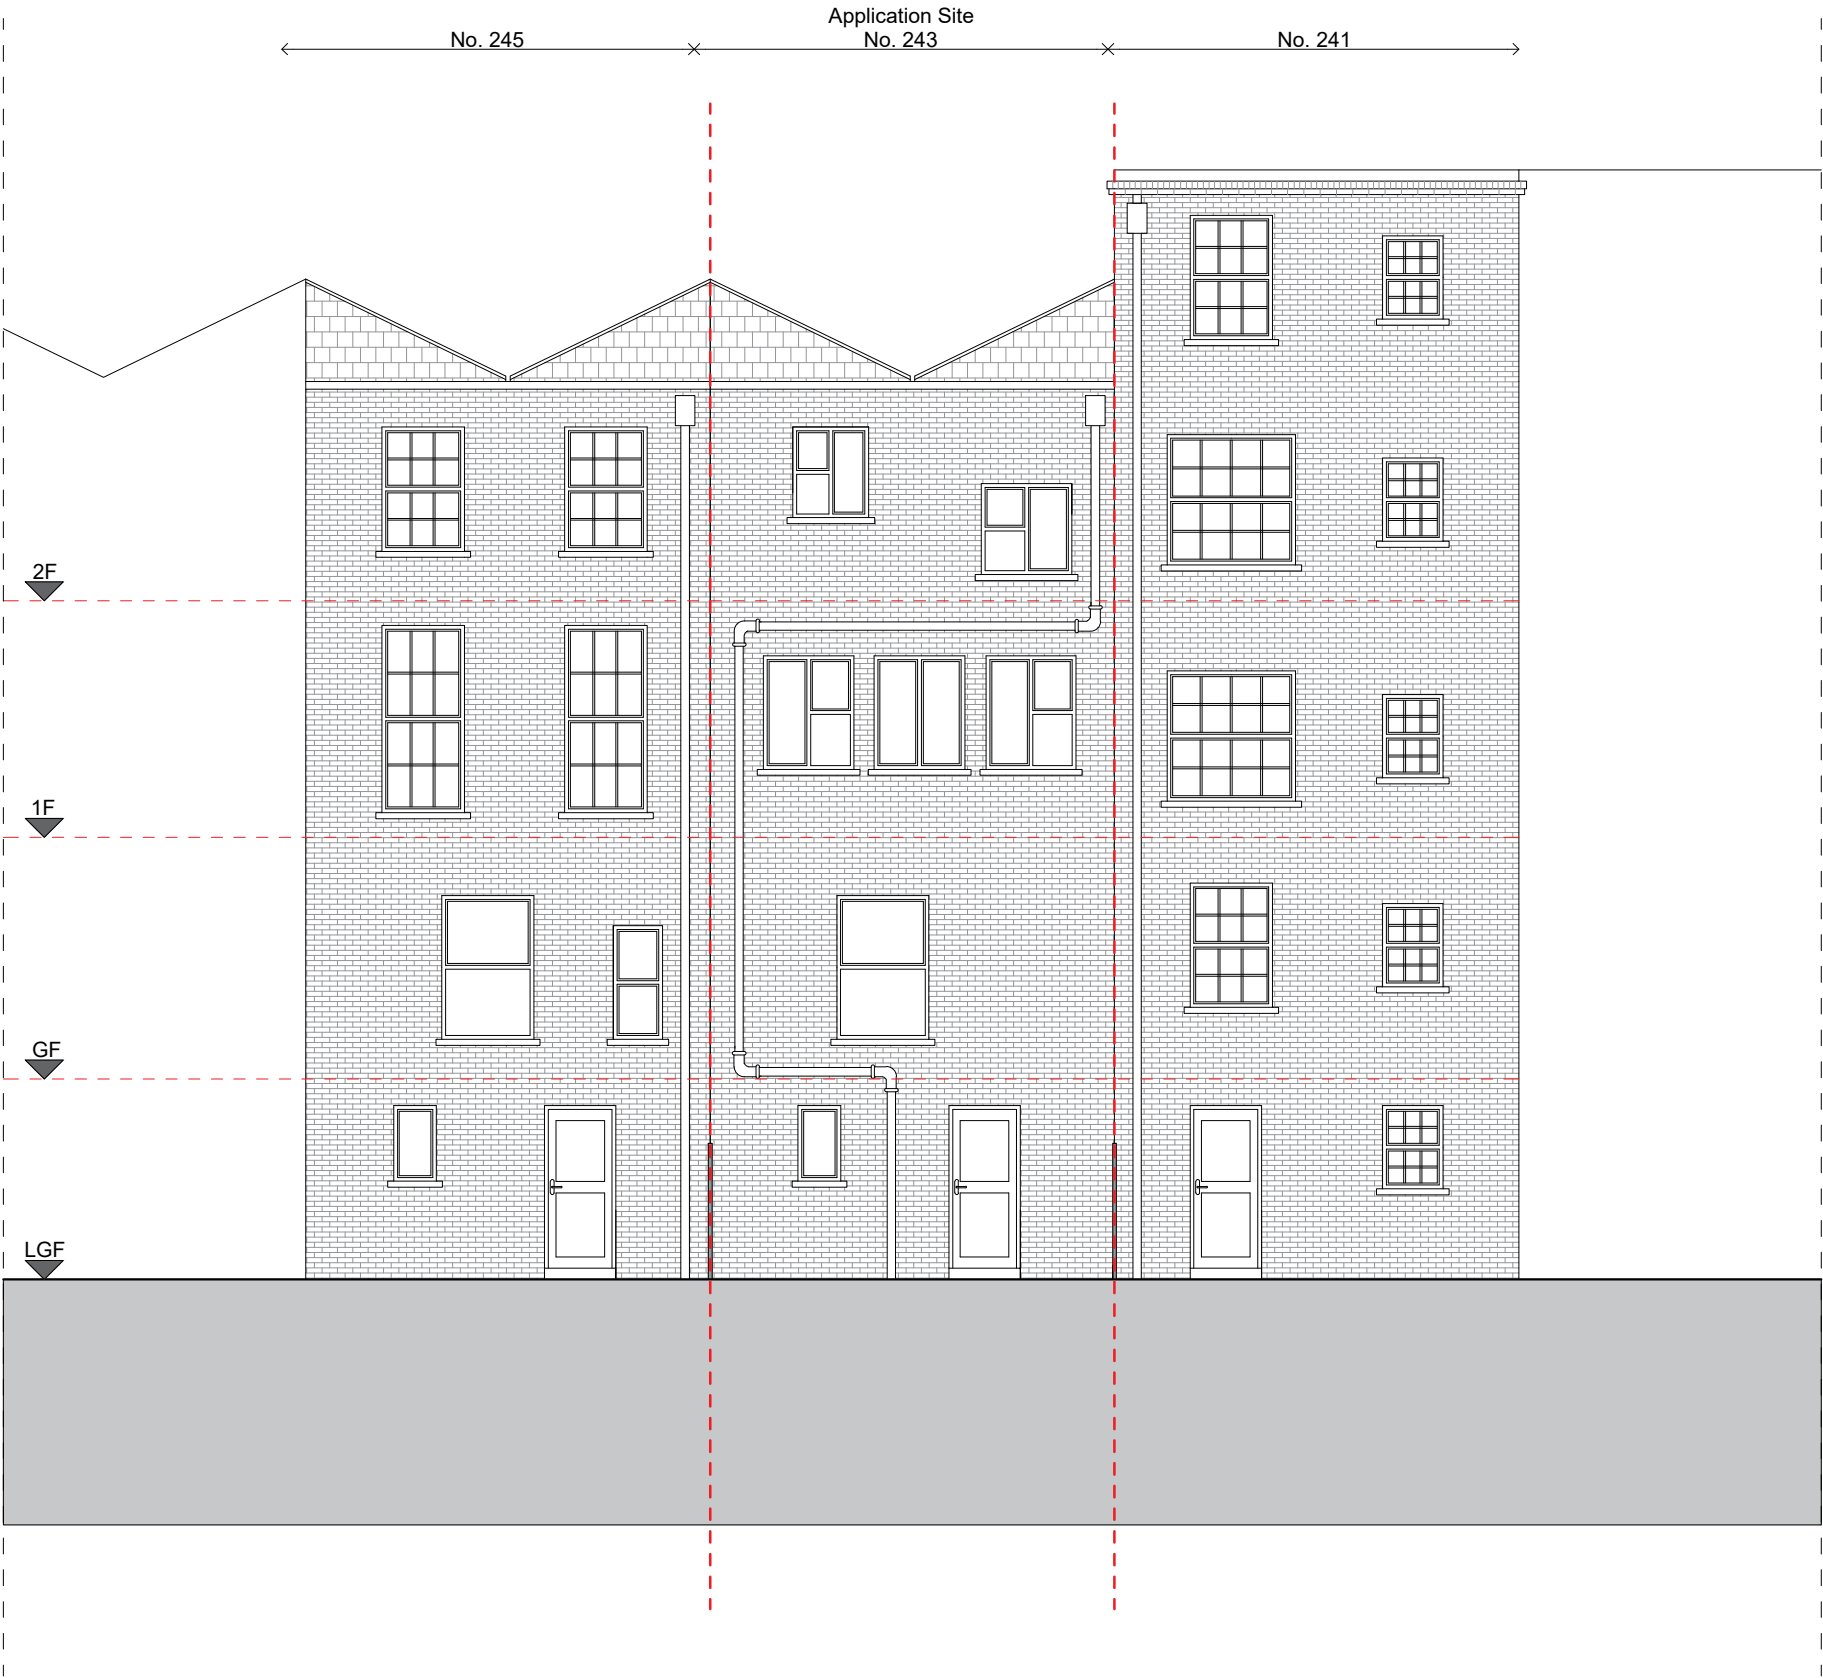 Application Site
No. 245
No. 243
No. 241
2F
1F
GF
LGF